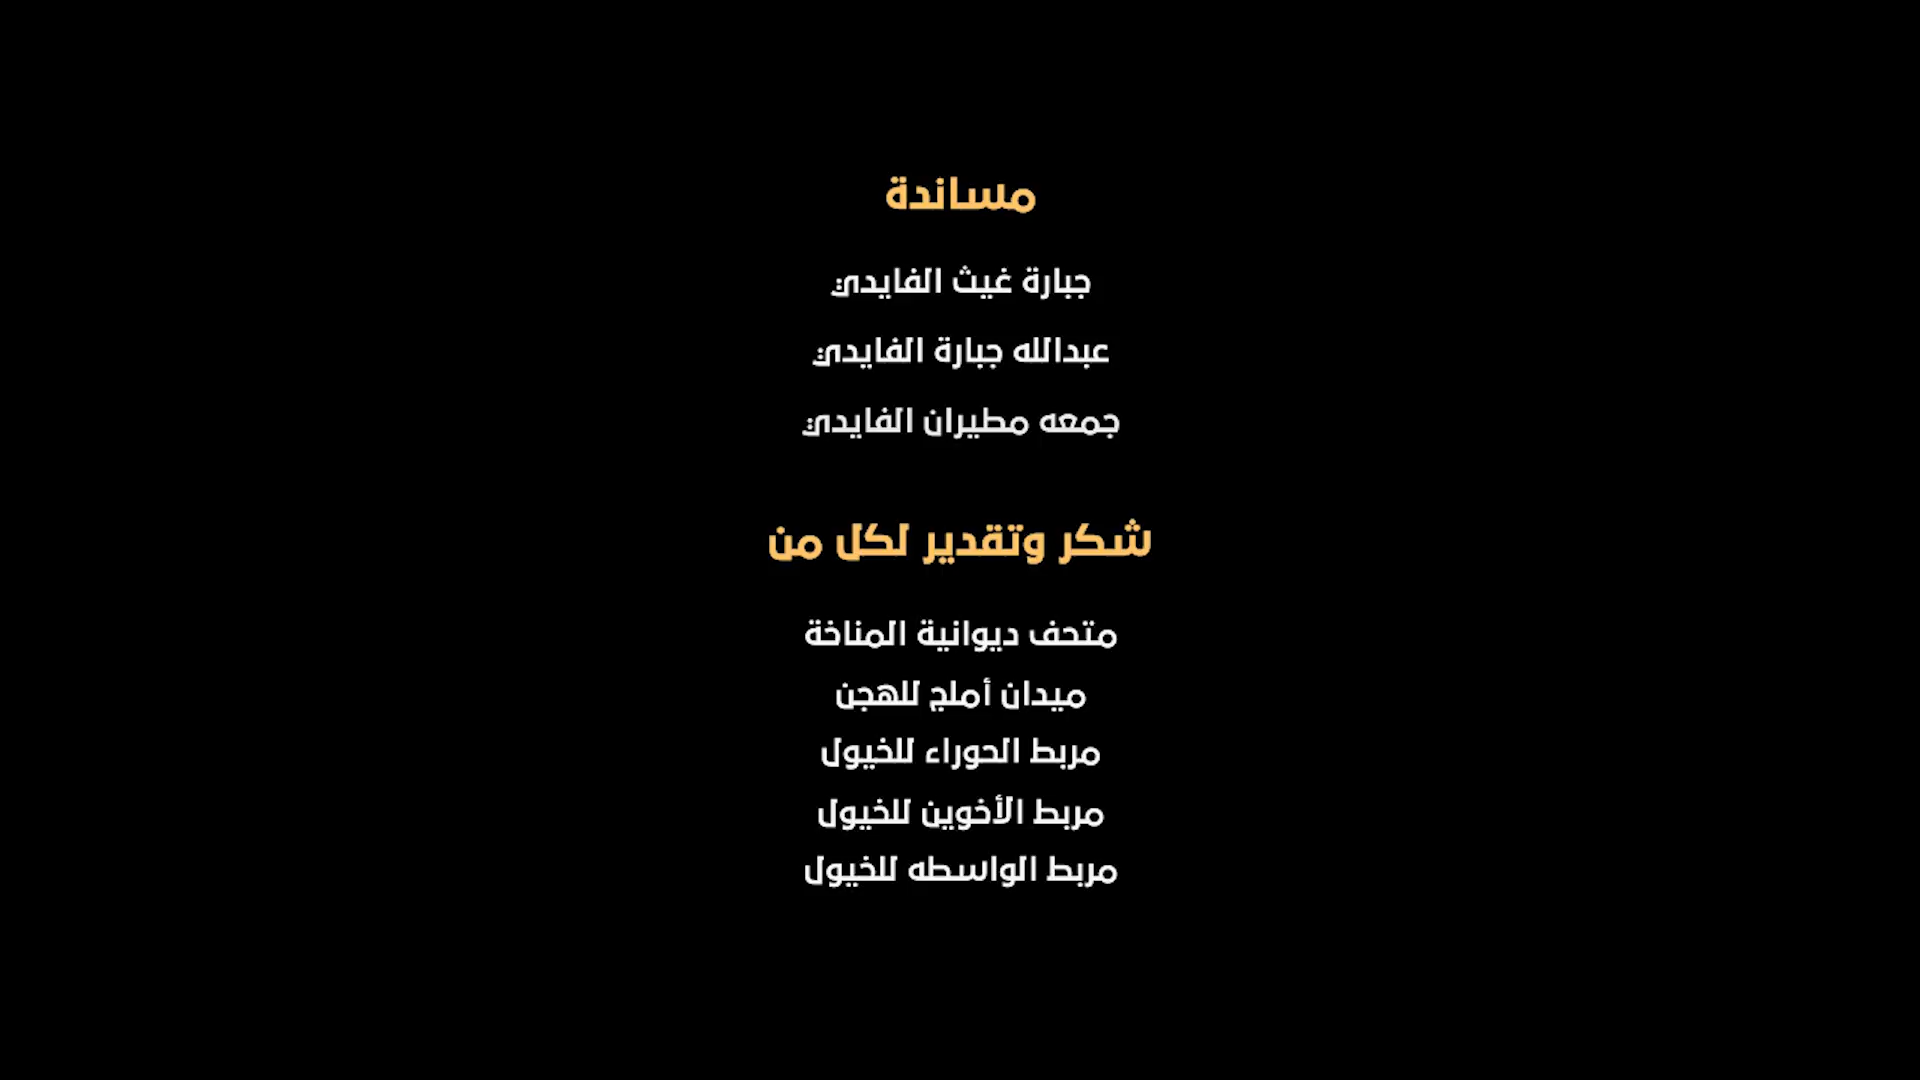 مساندة
جبارة غيث الفايدي
عبدالله جبارة الفايدي
جمعه مطيران الفايدي
شكر وتقدير لكل من
متحف ديوانية المناخة
ميدان أملج للهجن
مربط الحوراء للخيول
مربط الأخوين للخيول
مربط الواسطه للخيول